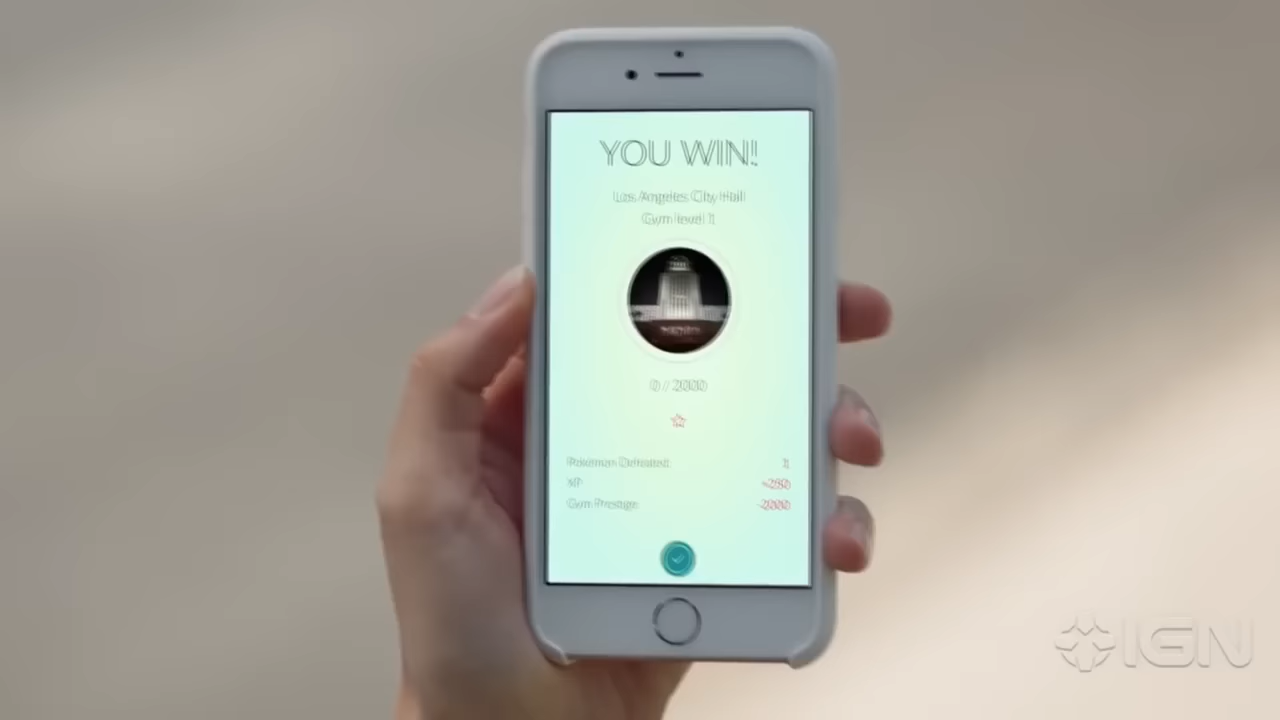 YOU WIN!
Los Angeles City Hall
Gym level 1
0 / 2000
Pokémon Defeated 1
XP
Gym Prestige -2000
IGN